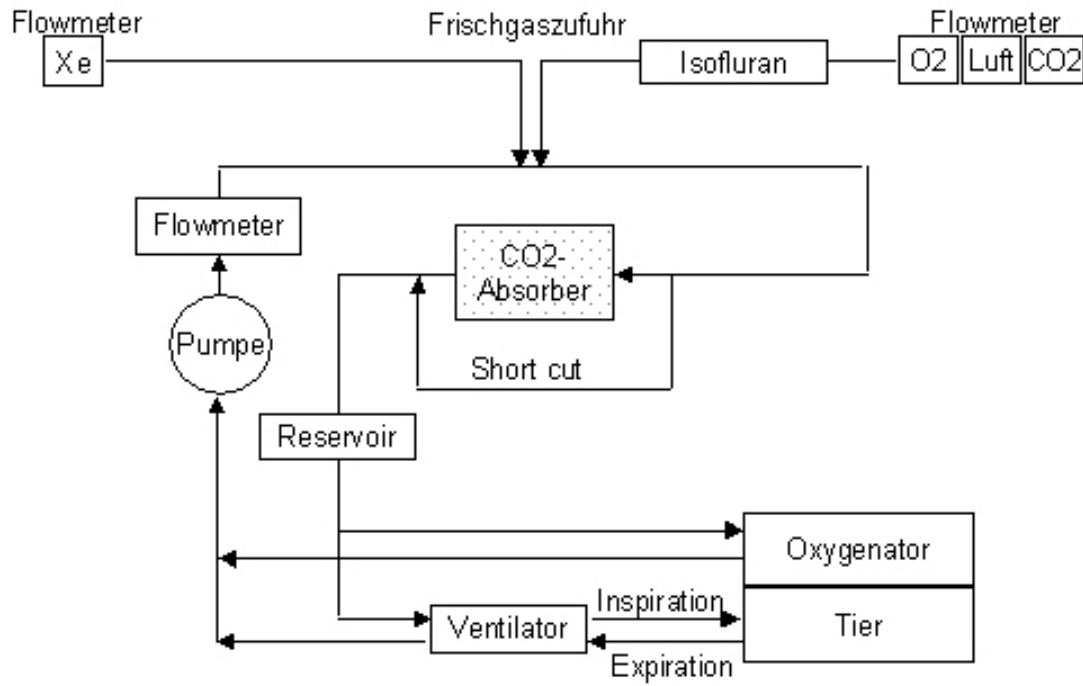 Flowmeter
Frischgaszufuhr
Flowmeter
Xe
Isofluran
O2
Luft
CO2
Flowmeter
CO2-
Absorber
Pumpe
Short cut
Reservoir
Oxygenator
Inspiration
Ventilator
Tier
Expiration